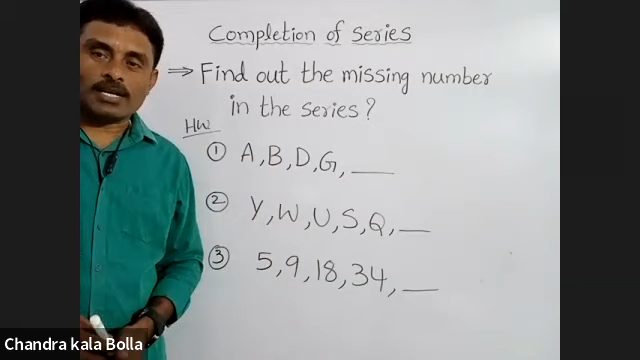 Completion of series
⇒ Find out the missing number
in the series?
HW
① A, B, D, G, ___
② Y, W, U, S, Q, ___
③ 5, 9, 18, 34, ___
Chandra kala Bolla